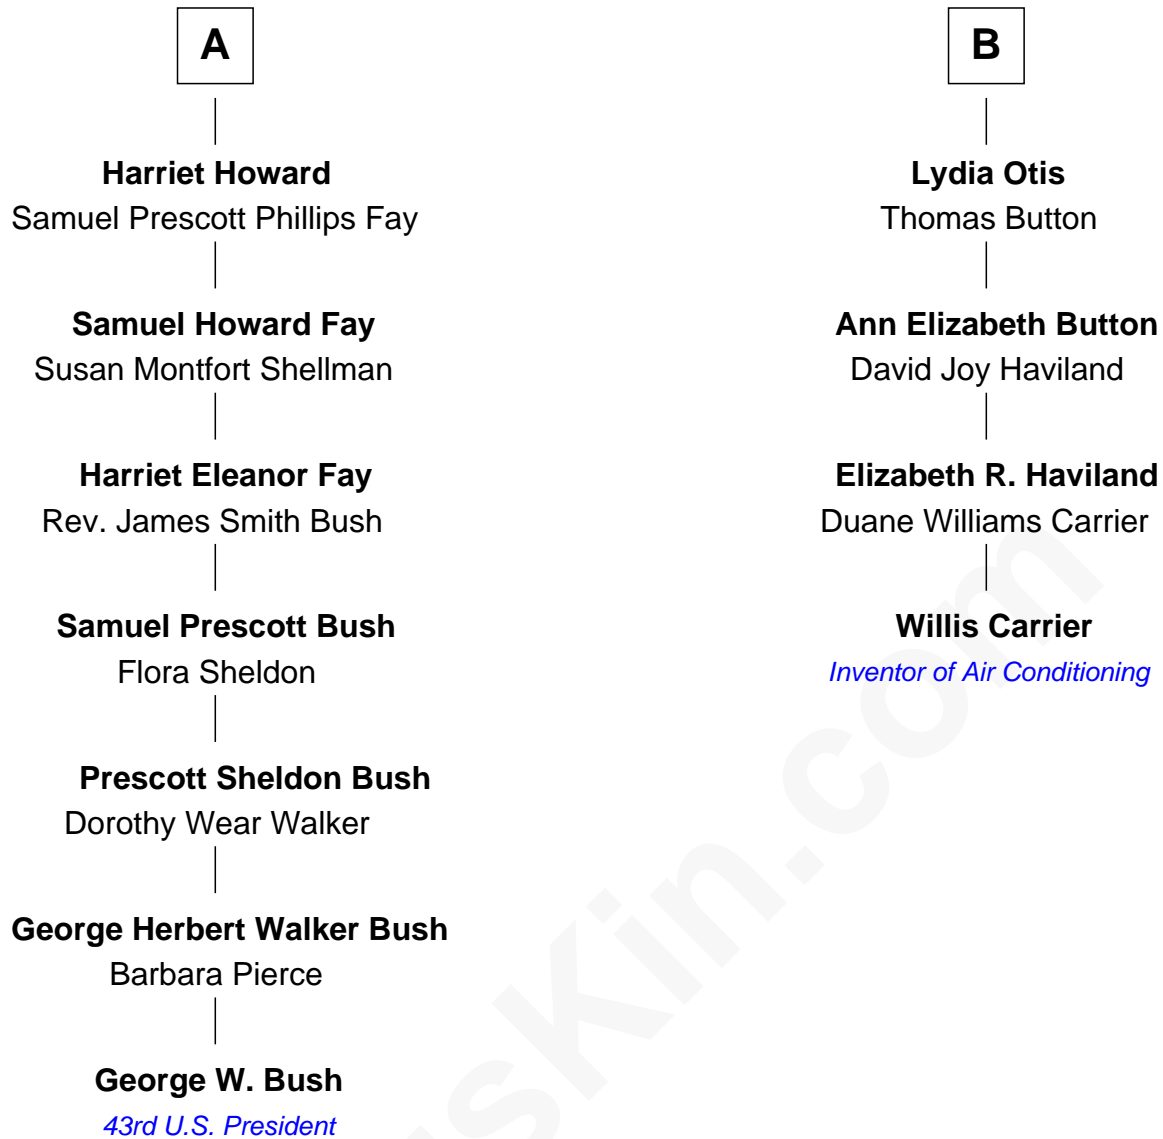 A
Harriet Howard
Samuel Prescott Phillips Fay
Samuel Howard Fay
Susan Montfort Shellman
Harriet Eleanor Fay
Rev. James Smith Bush
Samuel Prescott Bush
Flora Sheldon
Prescott Sheldon Bush
Dorothy Wear Walker
George Herbert Walker Bush
Barbara Pierce
George W. Bush
43rd U.S. President
B
Lydia Otis
Thomas Button
Ann Elizabeth Button
David Joy Haviland
Elizabeth R. Haviland
Duane Williams Carrier
Willis Carrier
Inventor of Air Conditioning
sKin.com